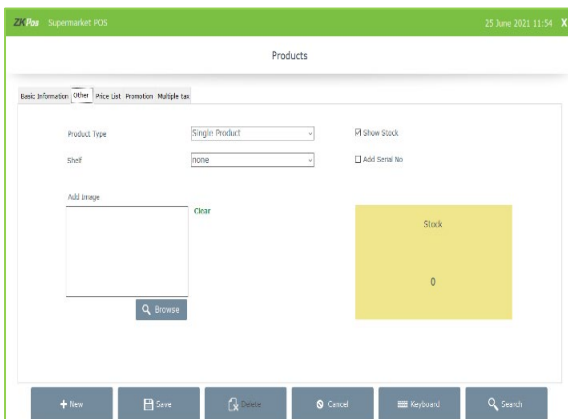 ZKPos Supermarket POS 25 June 2021 11:54 X
Products
Basic Information Other Price List Promotion Multiple tax
Product Type Single Product Show Stock
Shelf none Add Serial No
Add Image
Clear
Stock
0
Browse
New Save Delete Cancel Keyboard Search